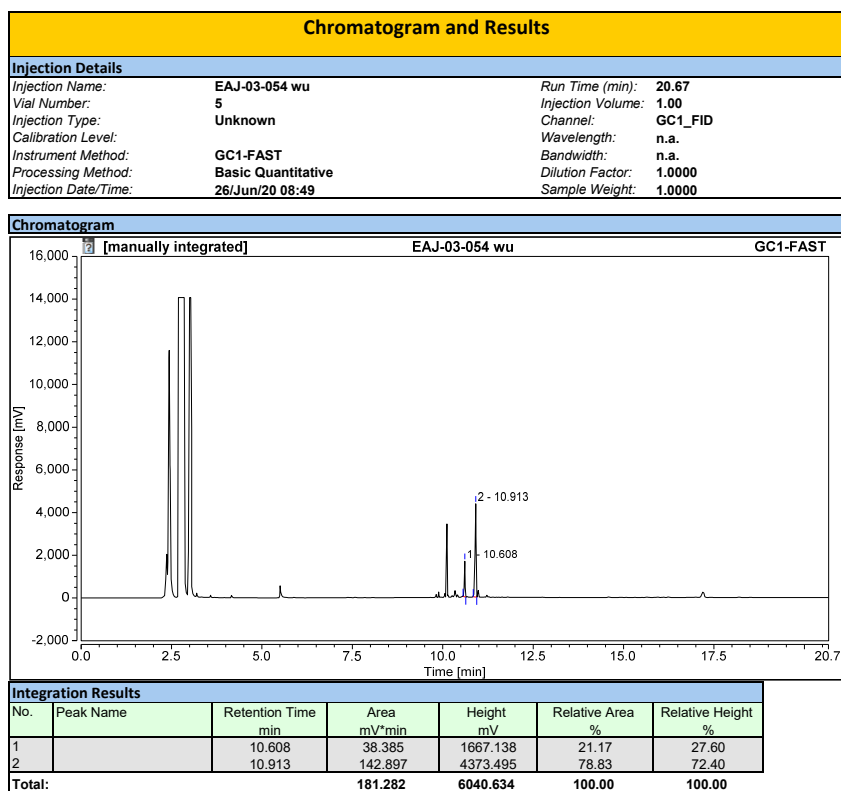 Chromatogram and Results
Injection Details
Injection Name: EAJ-03-054 wu Run Time (min): 20.67
Vial Number: 5 Injection Volume: 1.00
Injection Type: Unknown Channel: GC1_FID
Calibration Level: Wavelength: n.a.
Instrument Method: GC1-FAST Bandwidth: n.a.
Processing Method: Basic Quantitative Dilution Factor: 1.0000
Injection Date/Time: 26/Jun/20 08:49 Sample Weight: 1.0000
Chromatogram
[manually integrated] EAJ-03-054 wu GC1-FAST
16,000
14,000
12,000
10,000
8,000
6,000
4,000
2,000
0
-2,000
Response [mV]
2 - 10.913
1 - 10.608
0.0 2.5 5.0 7.5 10.0 12.5 15.0 17.5 20.7
Time [min]
Integration Results
No. Peak Name Retention Time Area Height Relative Area Relative Height
min mV*min mV % %
1 10.608 38.385 1667.138 21.17 27.60
2 10.913 142.897 4373.495 78.83 72.40
Total: 181.282 6040.634 100.00 100.00